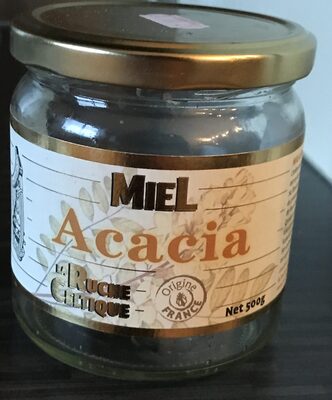 MIEL
Acacia
LA RUCHE
CELTIQUE
Origine
FRANCE
Net 500g